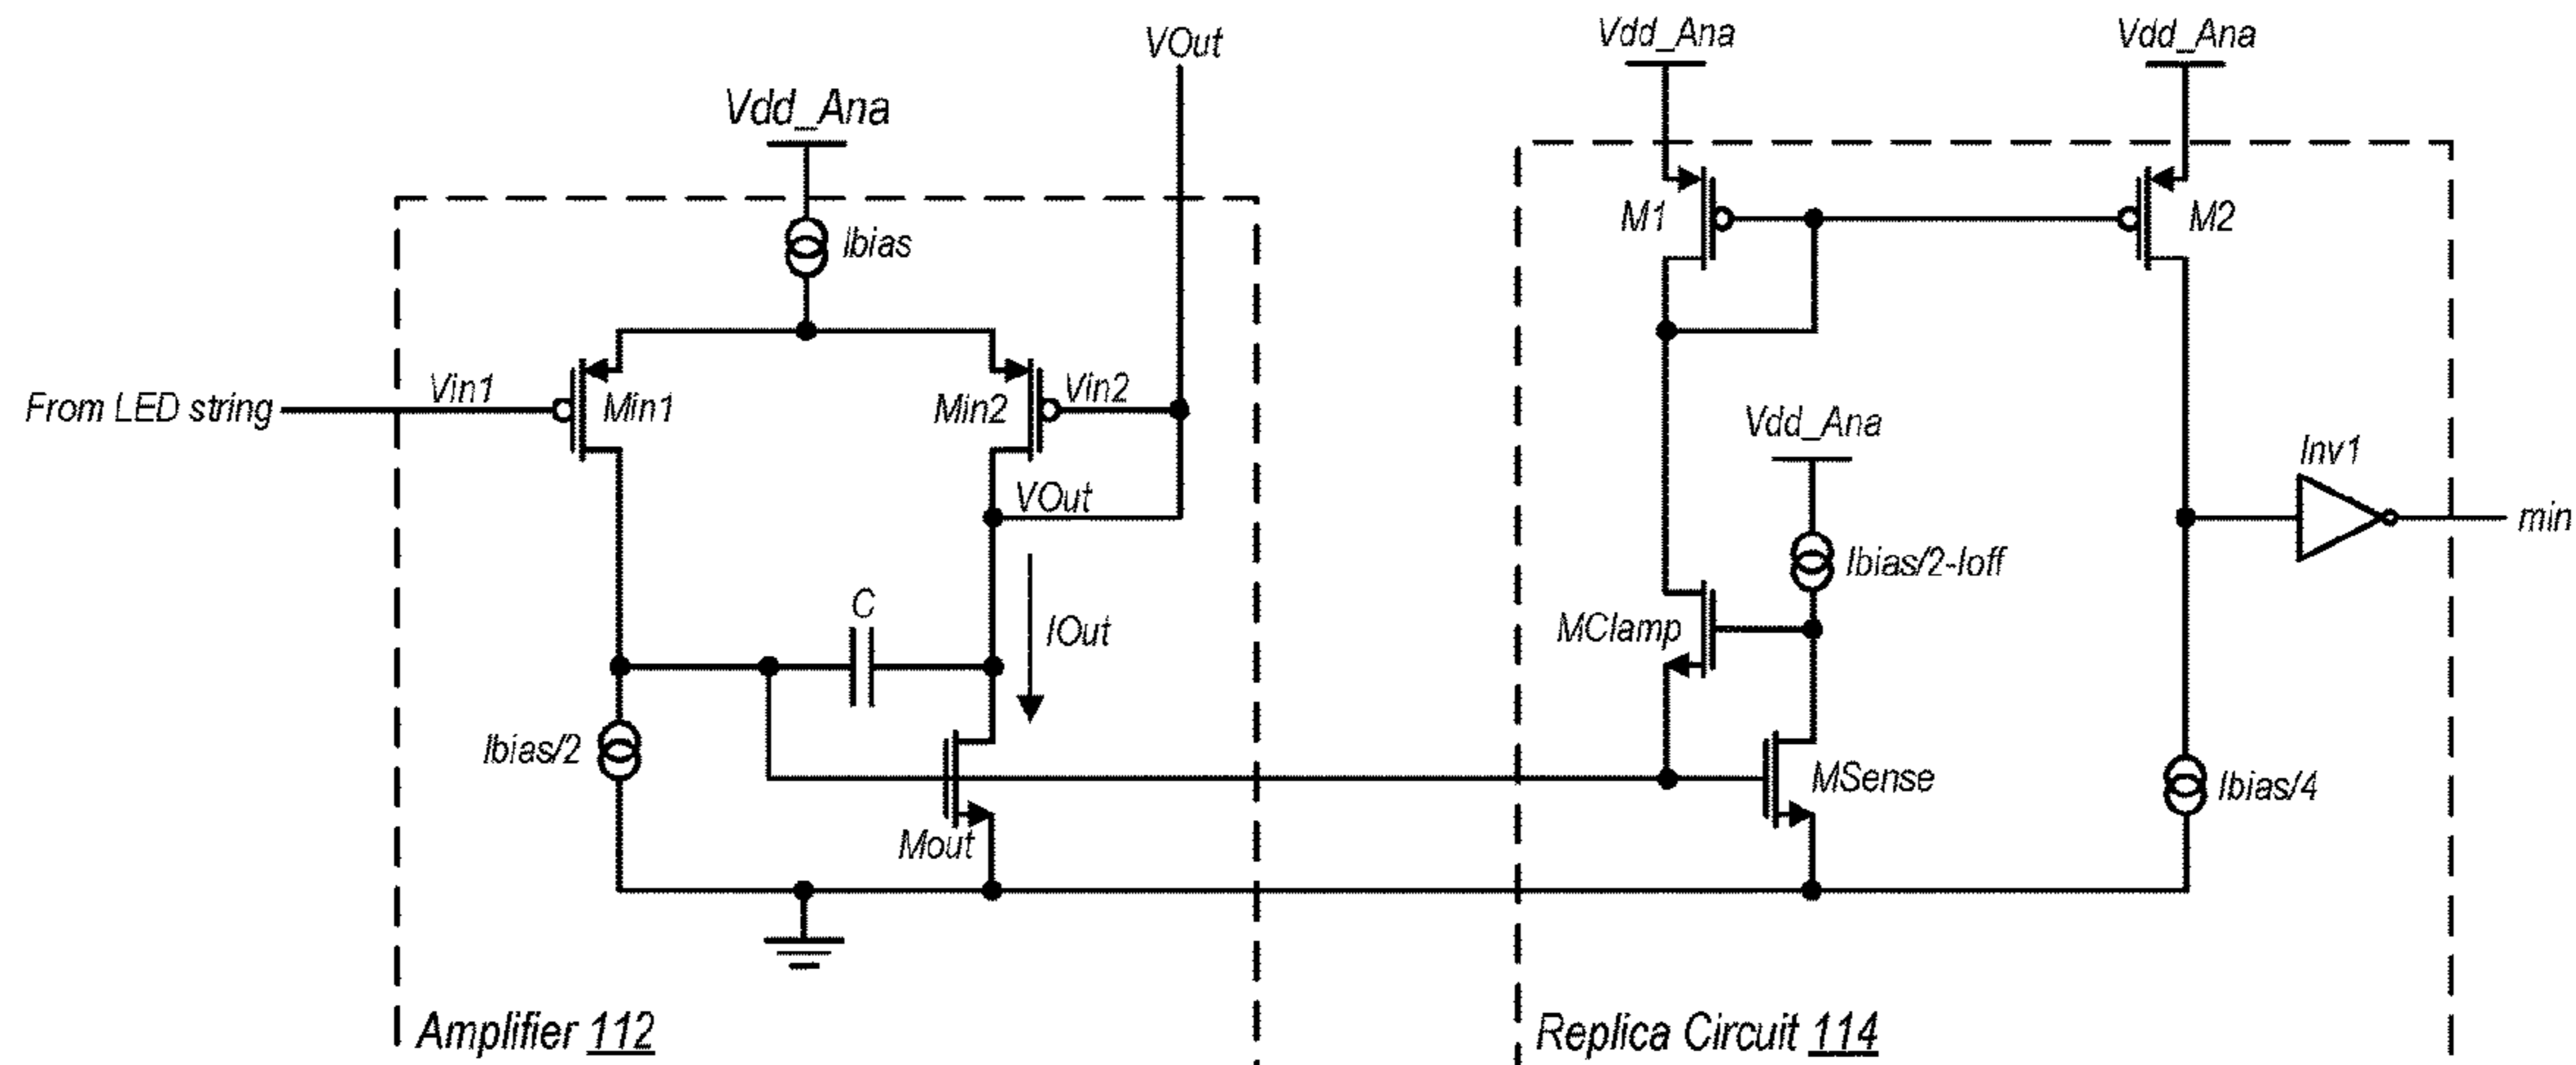 VOut
Vdd_Ana
Vdd_Ana
Vdd_Ana
Ibias
M1
M2
From LED string
Vin1
Min1
Min2
Vin2
Vdd_Ana
Inv1
VOut
min
Ibias/2-Ioff
C
IOut
MClamp
Ibias/2
MSense
Ibias/4
Mout
Amplifier 112
Replica Circuit 114